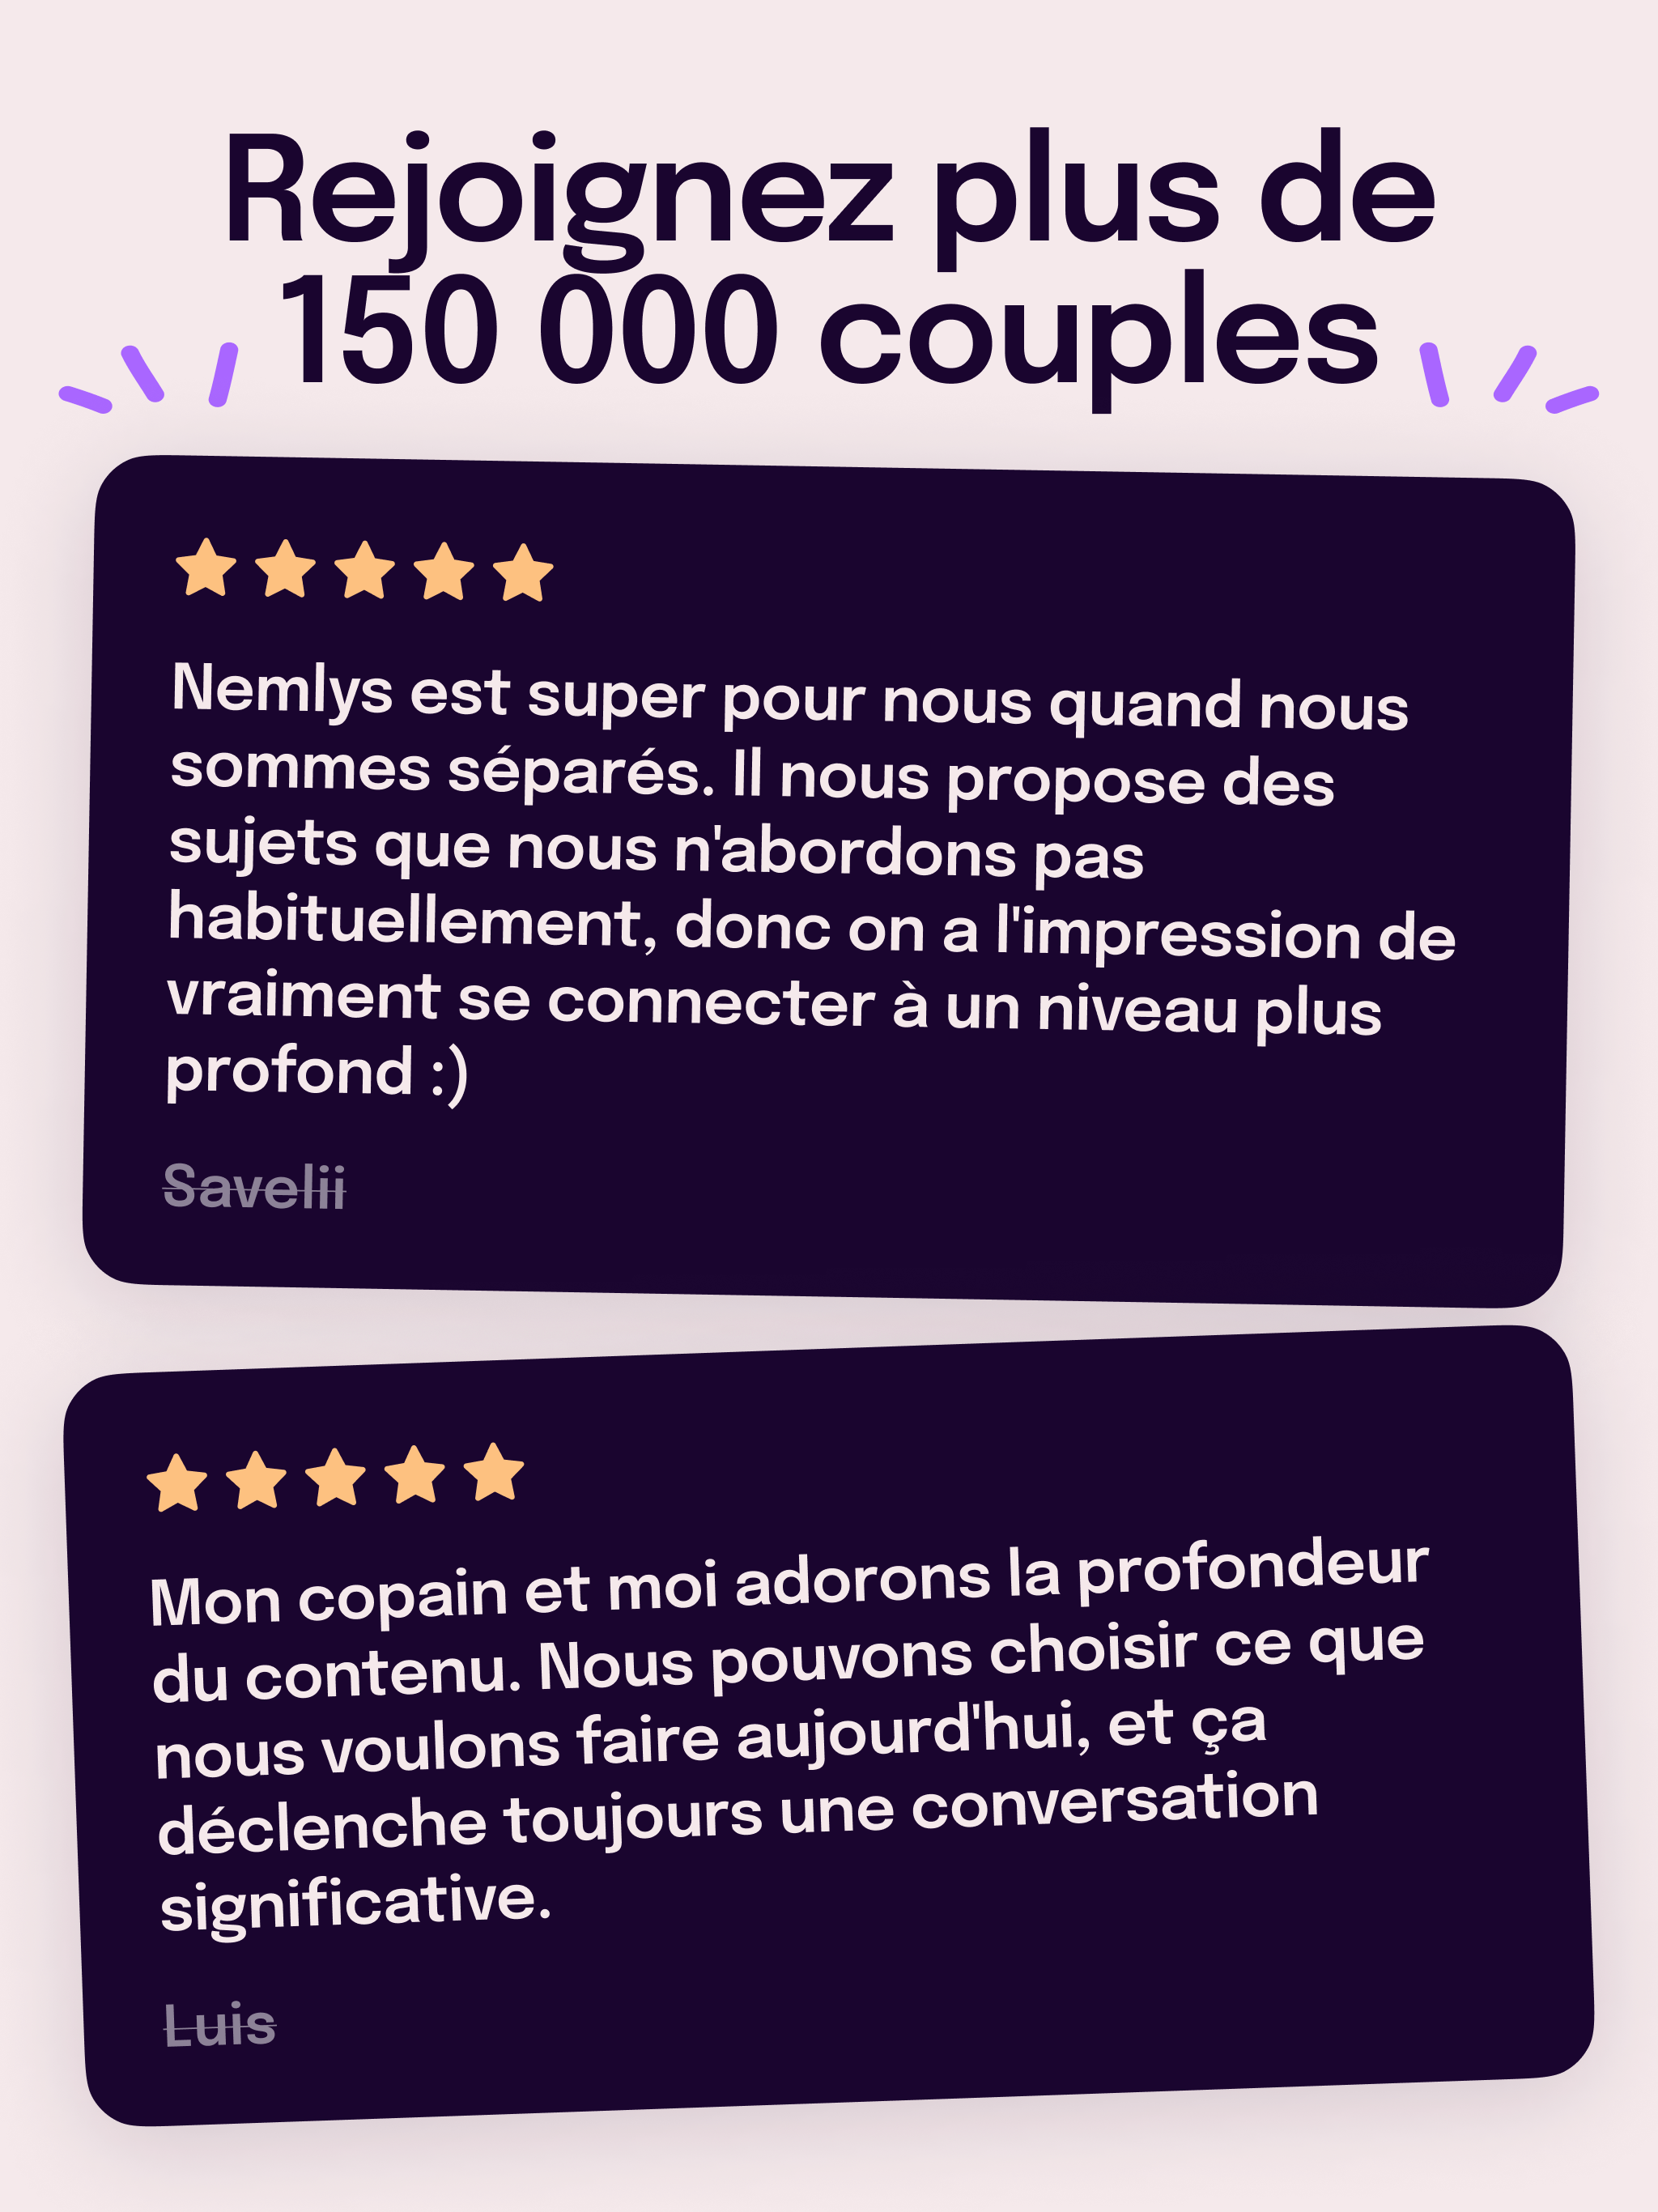 Rejoignez plus de
150 000 couples
Nemlys est super pour nous quand nous
sommes séparés. Il nous propose des
sujets que nous n'abordons pas
habituellement, donc on a l'impression de
vraiment se connecter à un niveau plus
profond :)
Savelii
Mon copain et moi adorons la profondeur
du contenu. Nous pouvons choisir ce que
nous voulons faire aujourd'hui, et ça
déclenche toujours une conversation
significative.
Luis